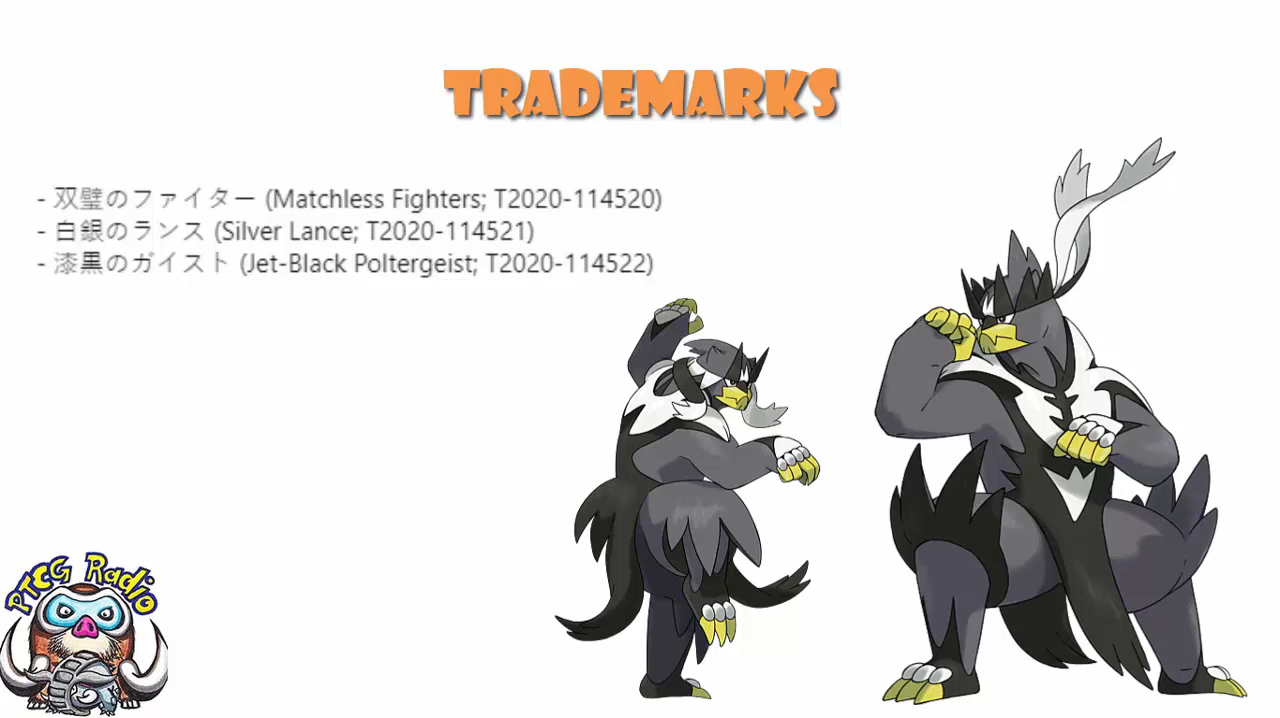 TRADEMARKS
- 双璧のファイター (Matchless Fighters; T2020-114520)
- 白銀のランス (Silver Lance; T2020-114521)
- 漆黒のガイスト (Jet-Black Poltergeist; T2020-114522)
PTCG Radio